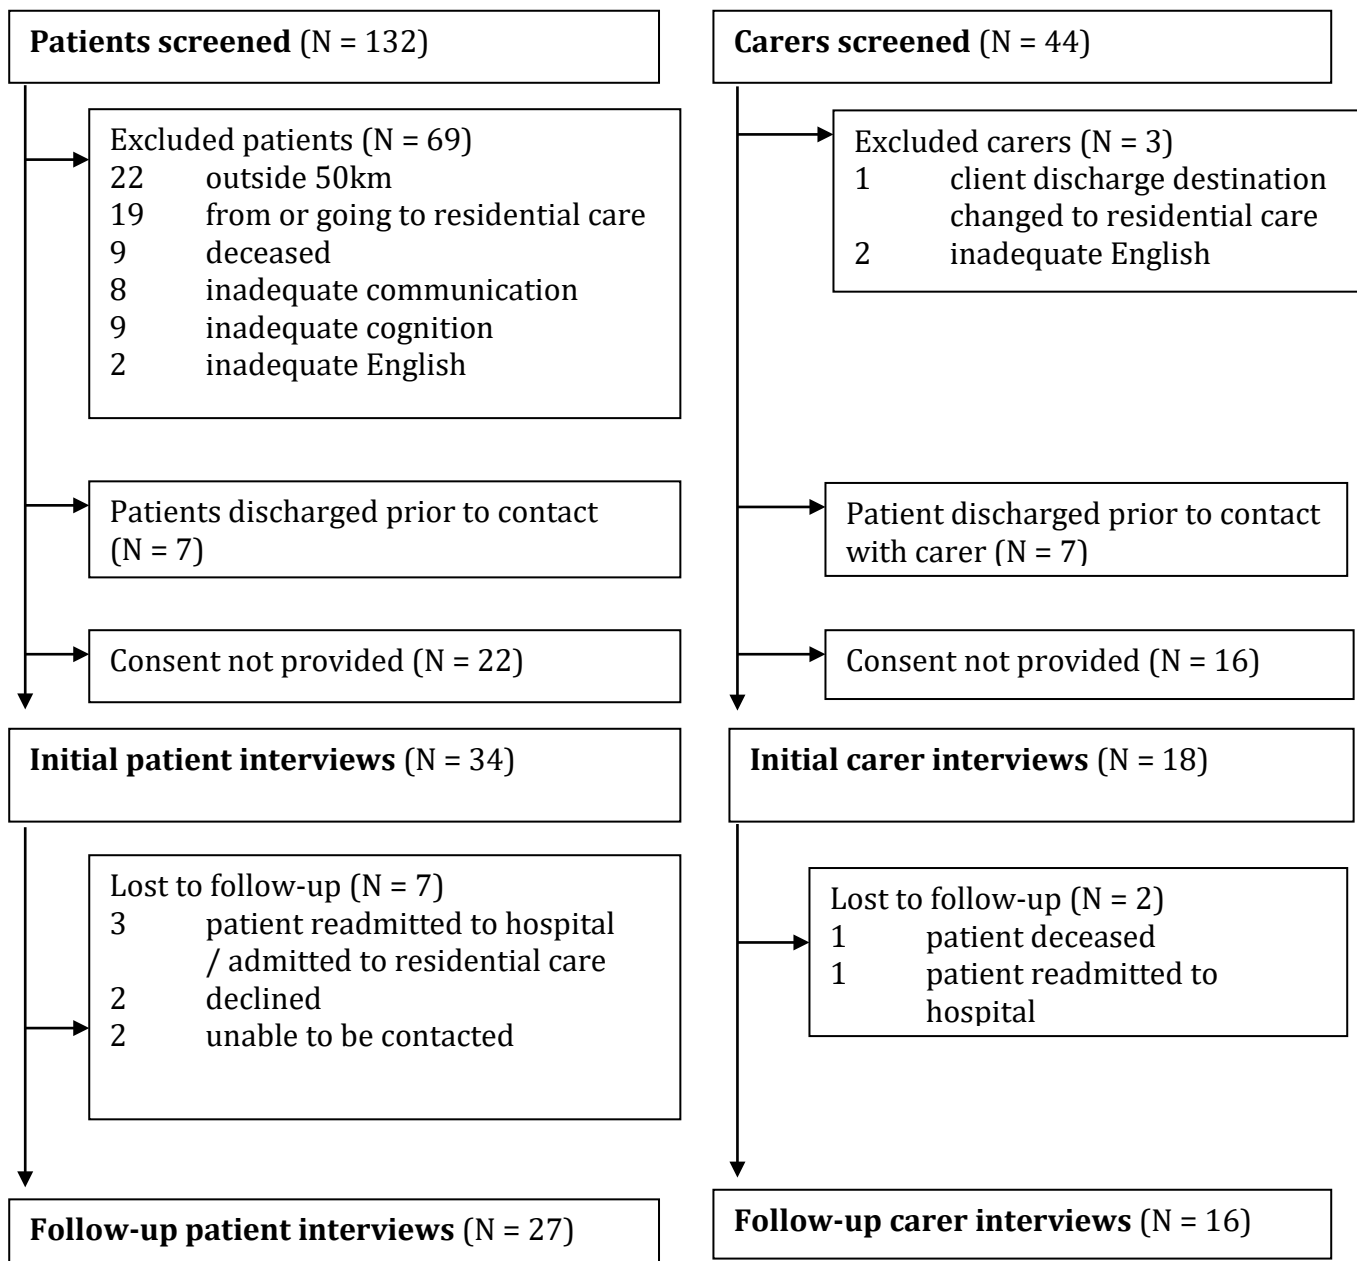 Patients screened (N = 132)
Excluded patients (N = 69)
22 outside 50km
19 from or going to residential care
9 deceased
8 inadequate communication
9 inadequate cognition
2 inadequate English
Patients discharged prior to contact
(N = 7)
Consent not provided (N = 22)
Initial patient interviews (N = 34)
Lost to follow-up (N = 7)
3 patient readmitted to hospital
/ admitted to residential care
2 declined
2 unable to be contacted
Follow-up patient interviews (N = 27)
Carers screened (N = 44)
Excluded carers (N = 3)
1 client discharge destination
changed to residential care
2 inadequate English
Patient discharged prior to contact
with carer (N = 7)
Consent not provided (N = 16)
Initial carer interviews (N = 18)
Lost to follow-up (N = 2)
1 patient deceased
1 patient readmitted to
hospital
Follow-up carer interviews (N = 16)